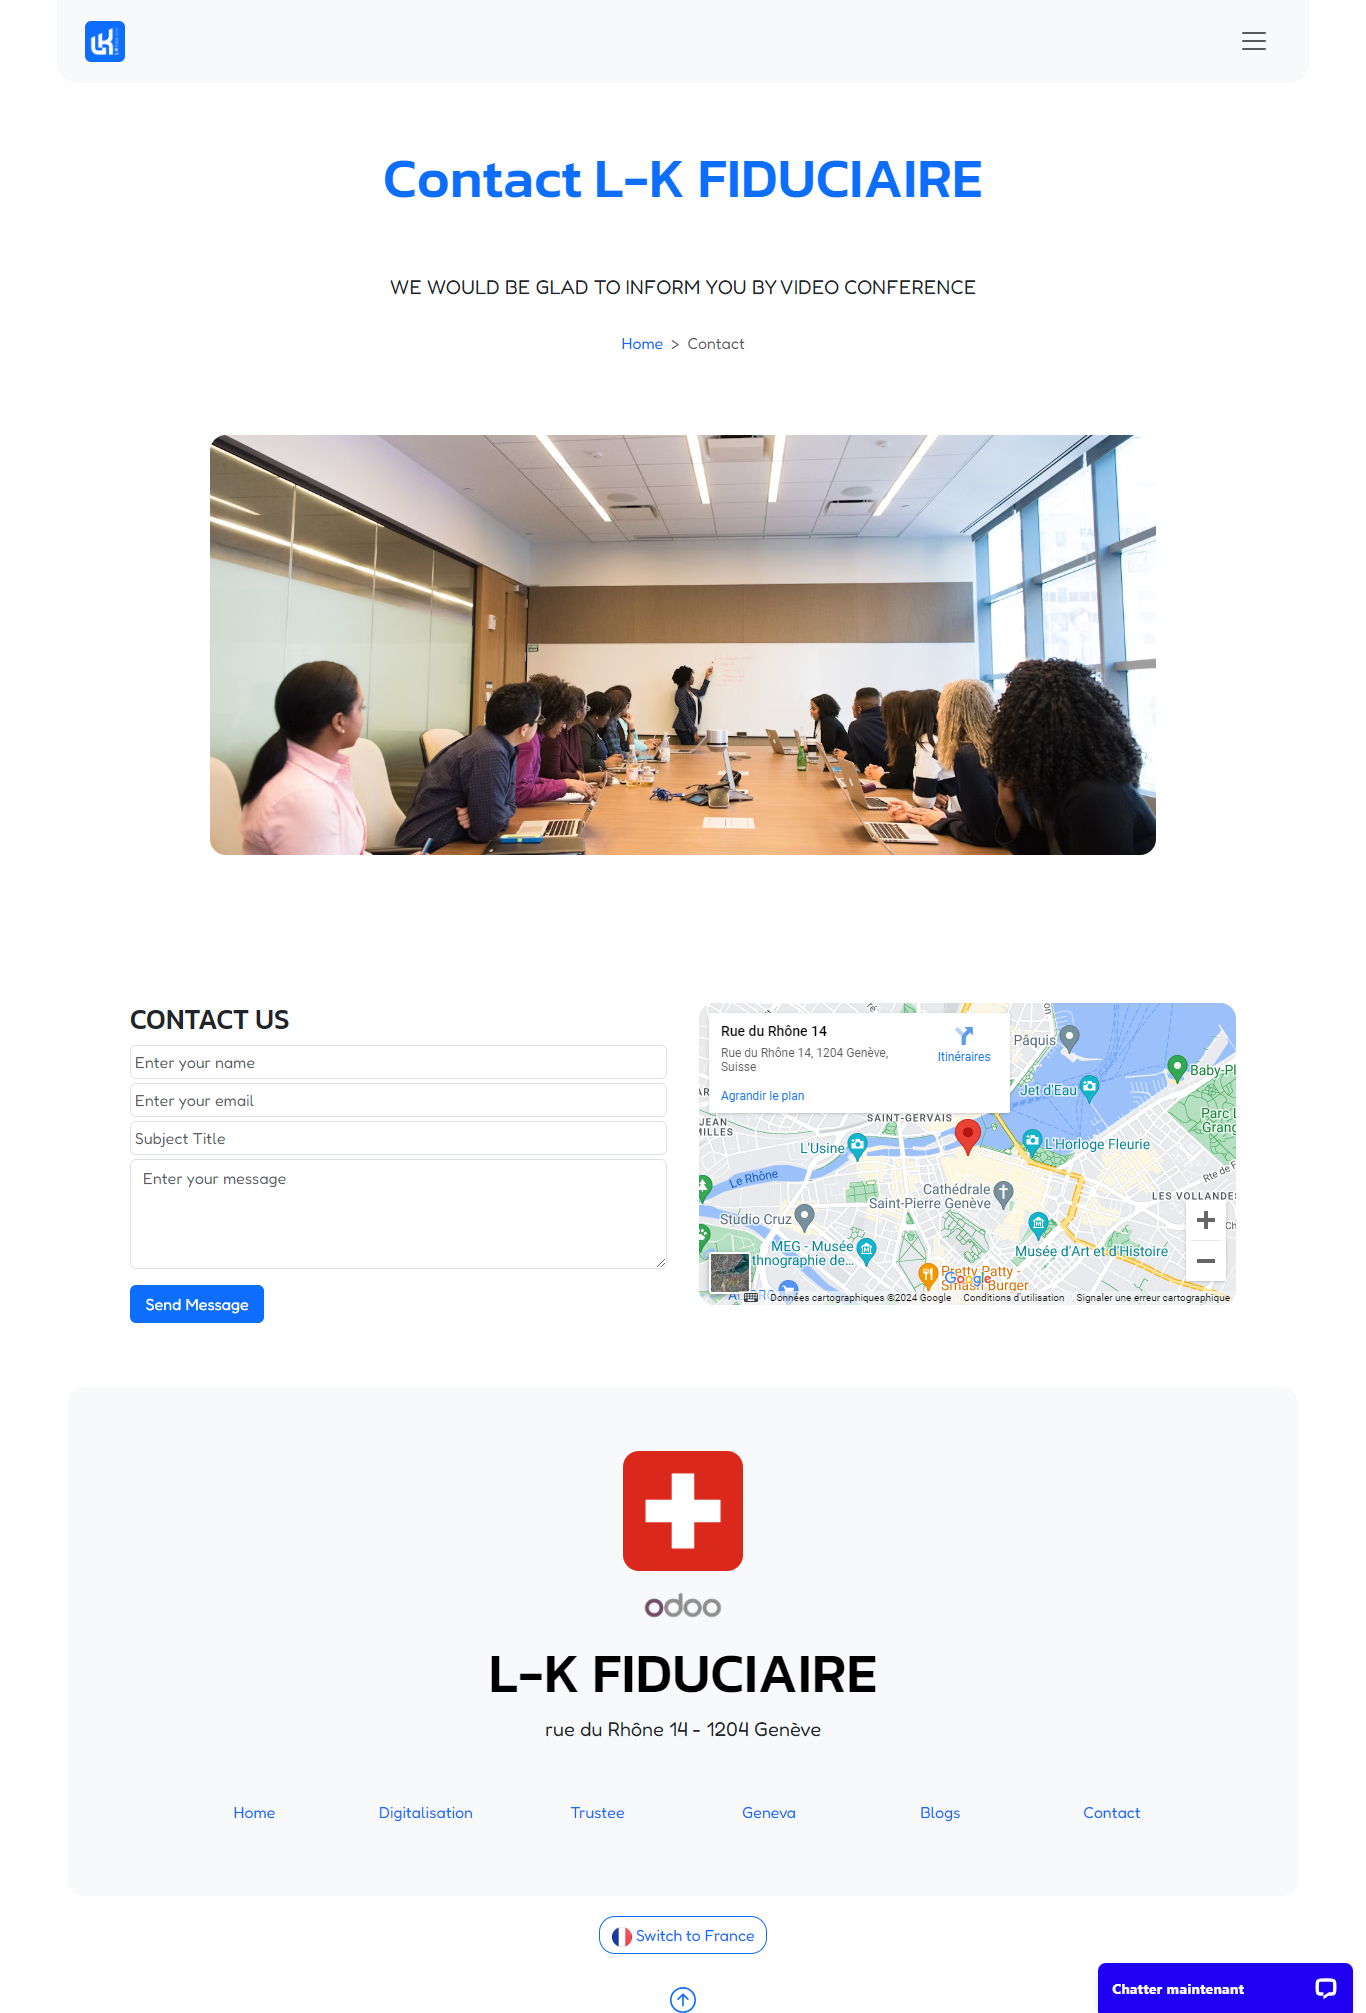 LK
Contact L-K FIDUCIAIRE
WE WOULD BE GLAD TO INFORM YOU BY VIDEO CONFERENCE
Home > Contact
CONTACT US
Enter your name
Enter your email
Subject Title
Enter your message
Send Message
Rue du Rhône 14
Rue du Rhône 14, 1204 Genève,
Suisse
Itinéraires
Agrandir le plan
Pâquis
Baby-Pl
Jet d'Eau
Parc L
Grang
SAINT-GERVAIS
JEAN
MILLES
L'Usine
L'Horloge Fleurie
Le Rhône
Rte de F
Cathédrale
Saint-Pierre Genève
LES VOLLANDES
Studio Cruz
Ch
MEG - Musée
thnographie de...
Musée d'Art et d'Histoire
Pretty Patty -
Smash Burger
Google
Données cartographiques ©2024 Google
Conditions d'utilisation
Signaler une erreur cartographique
odoo
L-K FIDUCIAIRE
rue du Rhône 14 - 1204 Genève
Home
Digitalisation
Trustee
Geneva
Blogs
Contact
Switch to France
Chatter maintenant